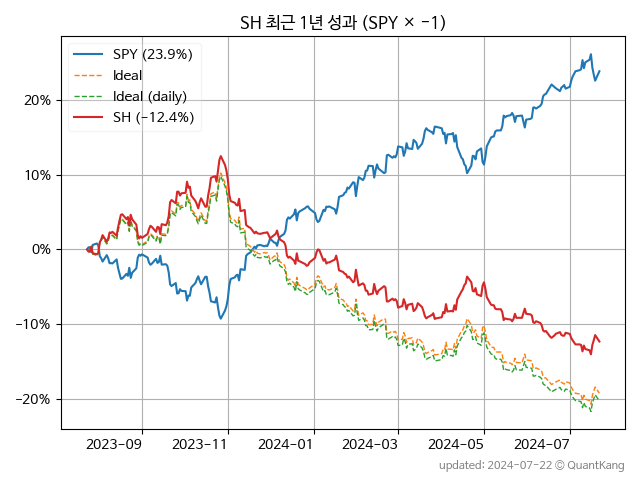 SH 최근 1년 성과 (SPY × −1)
SPY (23.9%)
Ideal
Ideal (daily)
SH (−12.4%)
20%
10%
0%
−10%
−20%
2023−09 2023−11 2024−01 2024−03 2024−05 2024−07
updated: 2024-07-22 © QuantKang